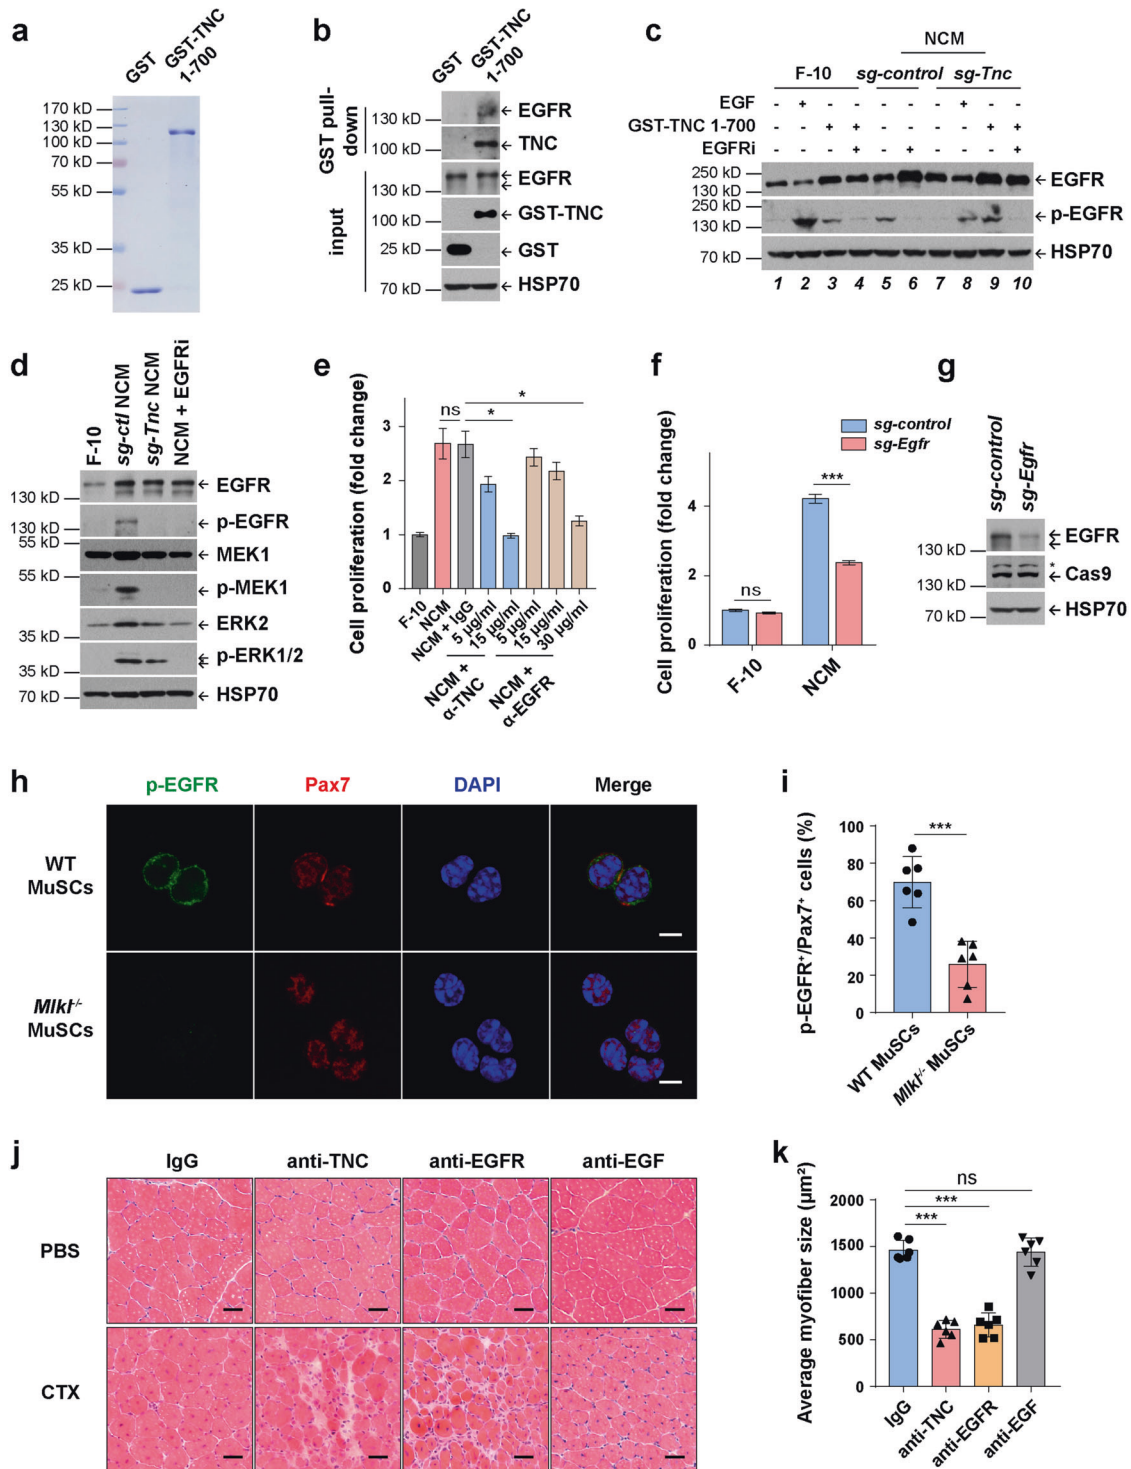 a
GST
GST-TNC
1-700
170 kD
130 kD
100 kD
70 kD
55 kD
35 kD
25 kD
b
GST
GST-TNC
1-700
GST pull-
down
130 kD
EGFR
100 kD
TNC
input
EGFR
100 kD
GST-TNC
25 kD
GST
70 kD
HSP70
c
NCM
F-10
sg-control
sg-Tnc
EGF - + - - - - - + - -
GST-TNC 1-700 - - + + - - - - + +
EGFRi - - - + - + - - - +
250 kD
130 kD
EGFR
250 kD
130 kD
p-EGFR
70 kD
HSP70
1 2 3 4 5 6 7 8 9 10
d
F-10
sg-ctl NCM
sg-Tnc NCM
NCM + EGFRi
130 kD
EGFR
130 kD
p-EGFR
55 kD
MEK1
55 kD
p-MEK1
35 kD
ERK2
55 kD
35 kD
p-ERK1/2
70 kD
HSP70
e
Cell proliferation (fold change)
3
2
1
0
ns
*
*
F-10
NCM
NCM + IgG
5 µg/ml
15 µg/ml
5 µg/ml
15 µg/ml
30 µg/ml
NCM +
α-TNC
NCM +
α-EGFR
f
sg-control
sg-Egfr
Cell proliferation (fold change)
4
2
0
ns
***
F-10
NCM
g
sg-control
sg-Egfr
130 kD
EGFR
*
130 kD
Cas9
70 kD
HSP70
h
p-EGFR
Pax7
DAPI
Merge
WT
MuSCs
Mlkl-/-
MuSCs
i
p-EGFR+/Pax7+ cells (%)
100
80
60
40
20
0
***
WT MuSCs
Mlkl-/- MuSCs
j
IgG
anti-TNC
anti-EGFR
anti-EGF
PBS
CTX
k
Average myofiber size (µm²)
2000
1500
1000
500
0
ns
***
***
IgG
anti-TNC
anti-EGFR
anti-EGF